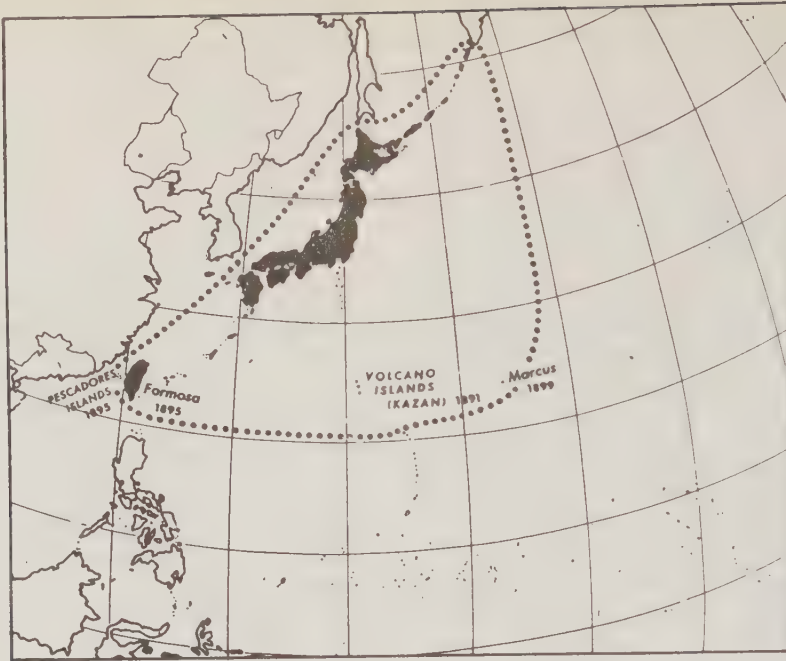 PESCADORES
ISLANDS
1895
Formosa
1895
VOLCANO
ISLANDS
(KAZAN) 1891
Marcus
1899